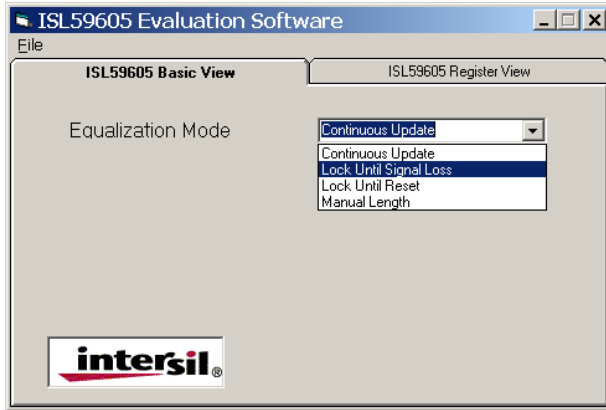 ISL59605 Evaluation Software
File
ISL59605 Basic View
ISL59605 Register View
Equalization Mode
Continuous Update
Continuous Update
Lock Until Signal Loss
Lock Until Reset
Manual Length
intersil®